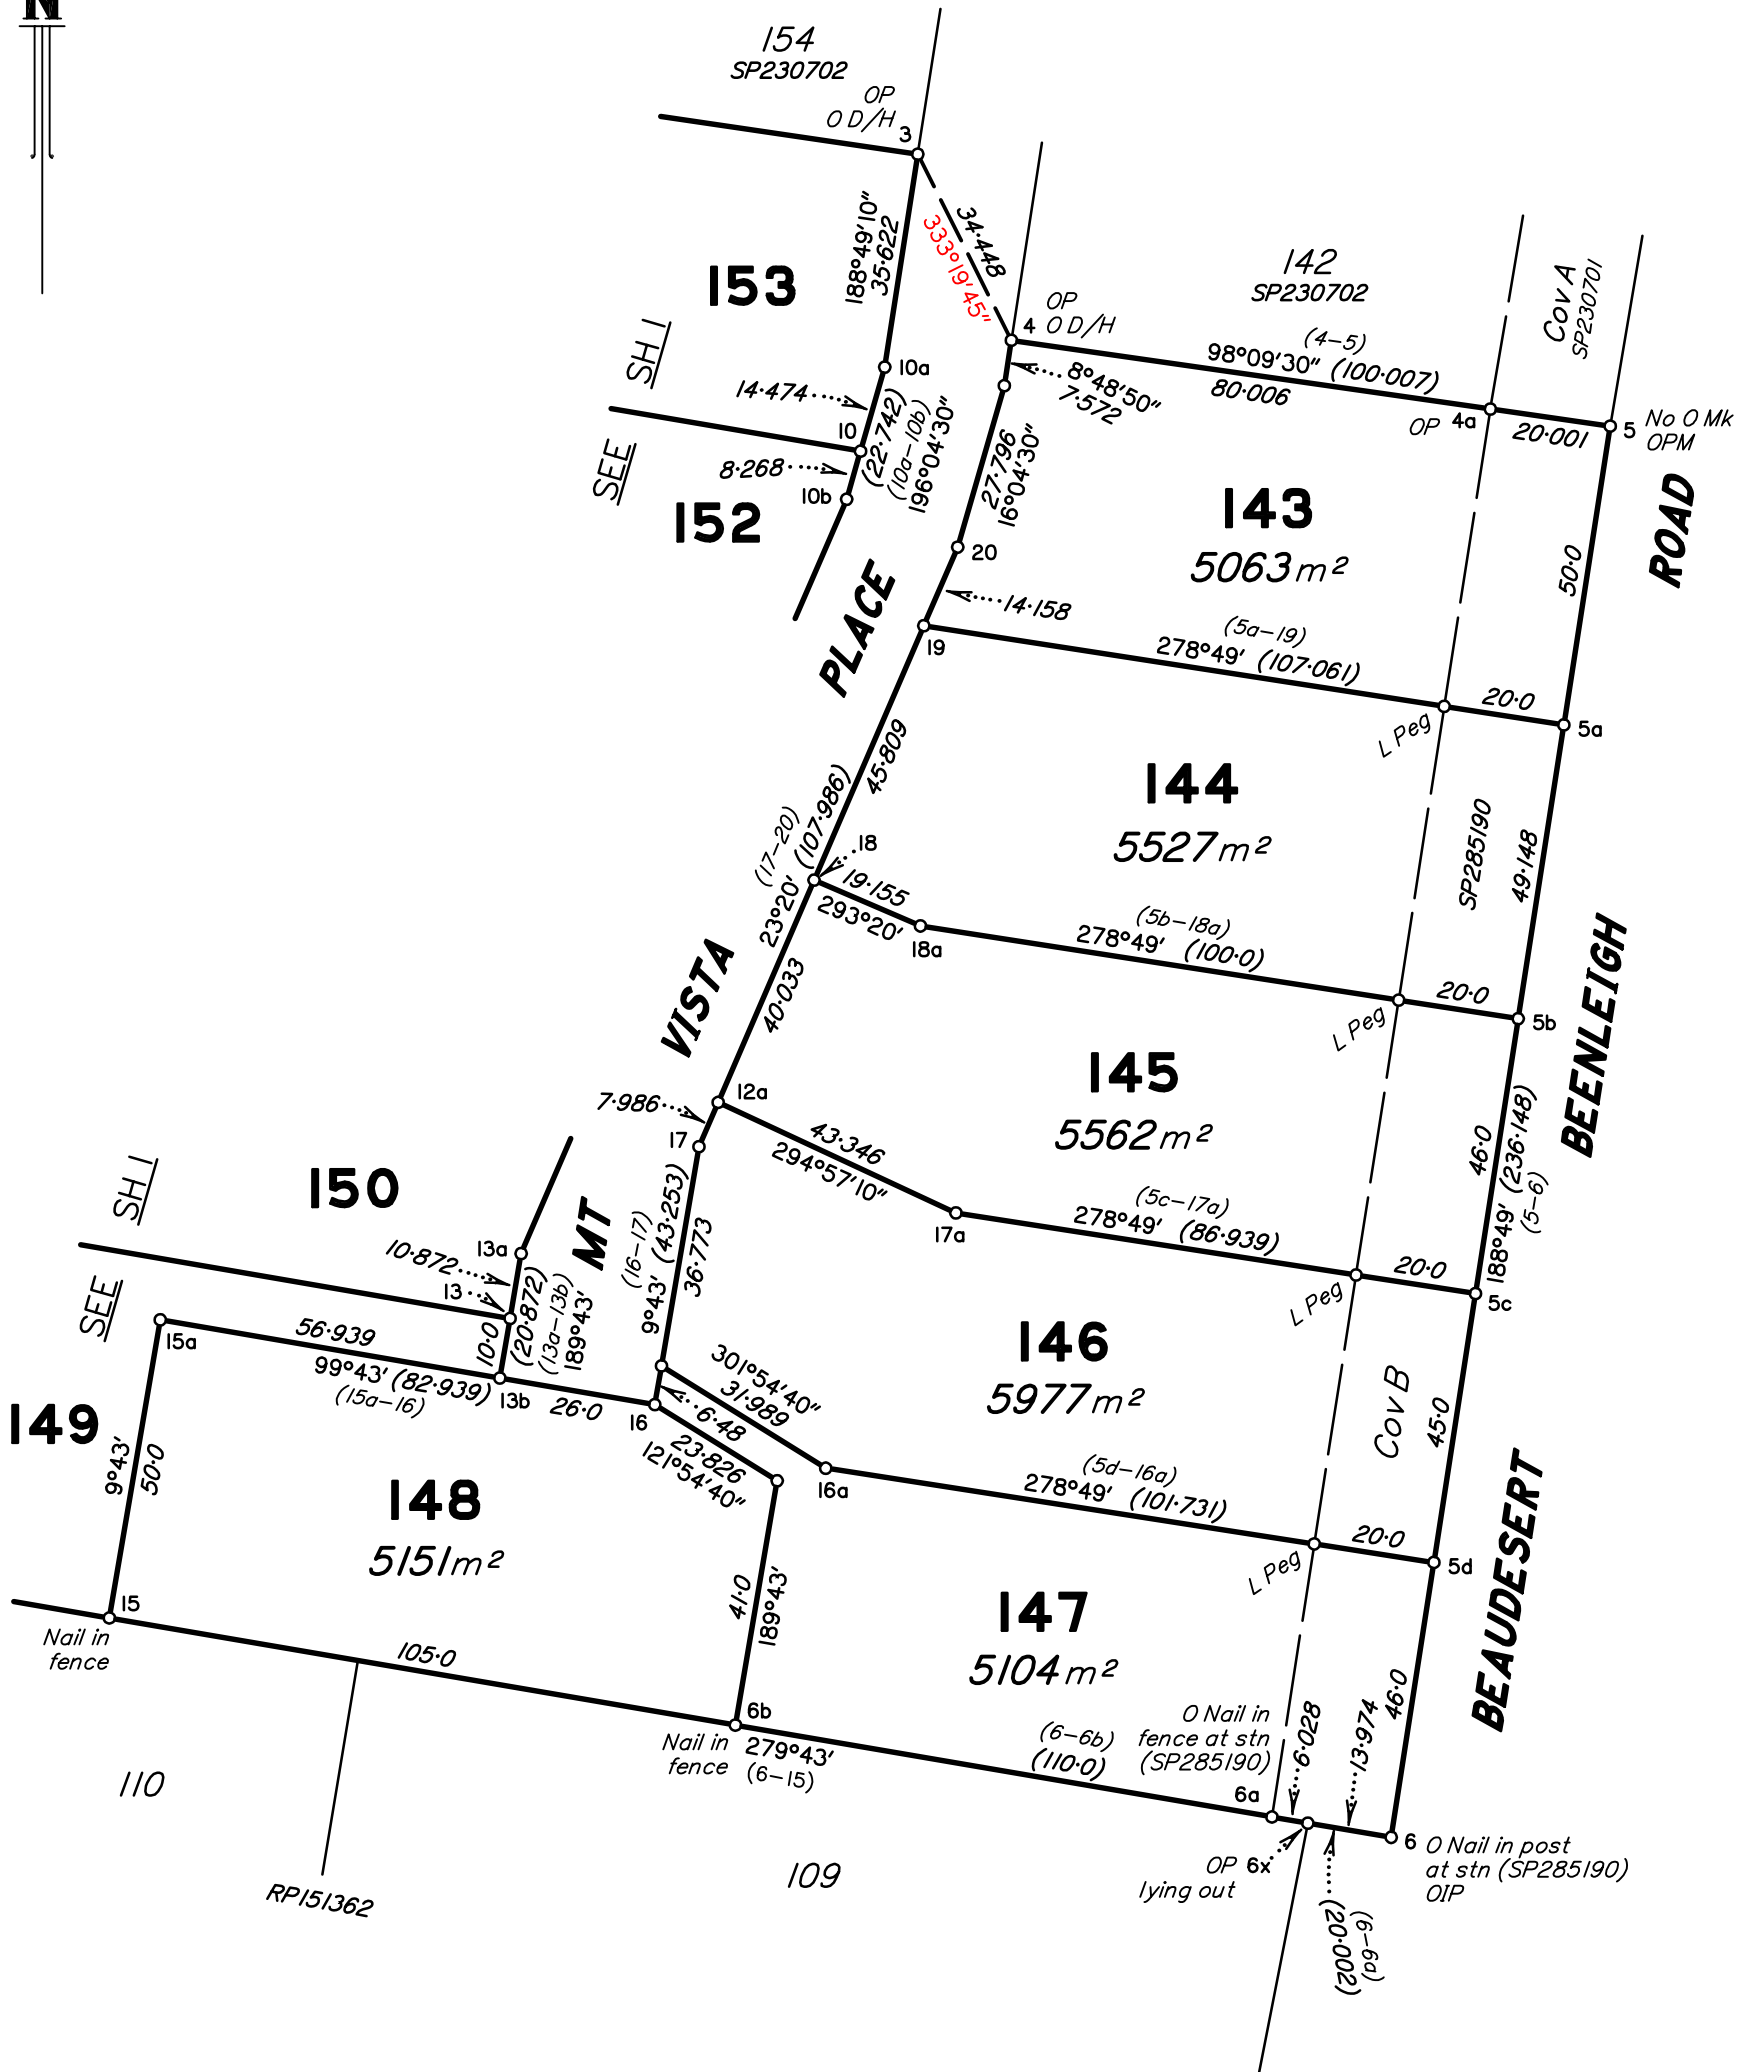 N
154
SP230702
OP
O D/H
3
188°49'10"
35·622
34·448
333°19'45"
153
SH 1
SEE
14·474
10a
10
8·268
10b
(22·742)
(10a-10b)
196°04'30"
152
OP
4 O D/H
8°48'50"
7·572
142
SP230702
(4-5)
98°09'30" (100·007)
80·006
Cov A
SP230701
OP 4a
20·001
5
No O Mk
OPM
27·796
16°04'30"
20
14·158
19
143
5063m²
50·0
ROAD
PLACE
(5a-19)
278°49' (107·061)
20·0
5a
L Peg
45·809
(17-20)
23°20' (107·986)
18
144
5527m²
SP285190
49·148
19·155
293°20'
18a
(5b-18a)
278°49' (100·0)
20·0
5b
L Peg
VISTA
40·033
12a
7·986
17
145
5562m²
BEENLEIGH
46·0
188°49' (236·148)
(5-6)
43·346
294°57'10"
17a
(5c-17a)
278°49' (86·939)
20·0
5c
L Peg
SH 1
SEE
150
MT
13a
10·872
13
10·0
(20·872)
(13a-13b)
189°43'
(16-17)
9°43' (43·253)
36·773
146
5977m²
Cov B
45·0
15a
56·939
99°43' (82·939)
(15a-16)
13b
26·0
16
301°54'40"
31·989
6·48
23·826
121°54'40"
16a
(5d-16a)
278°49' (101·731)
20·0
5d
L Peg
149
9°43'
50·0
148
5151m²
41·0
189°43'
147
5104m²
BEAUDESERT
46·0
15
Nail in
fence
105·0
6b
Nail in
fence
279°43'
(6-15)
(6-6b)
(110·0)
O Nail in
fence at stn
(SP285190)
6a
6·028
13·974
6
O Nail in post
at stn (SP285190)
OIP
OP 6x
lying out
(6-6a)
(20·002)
110
RP151362
109